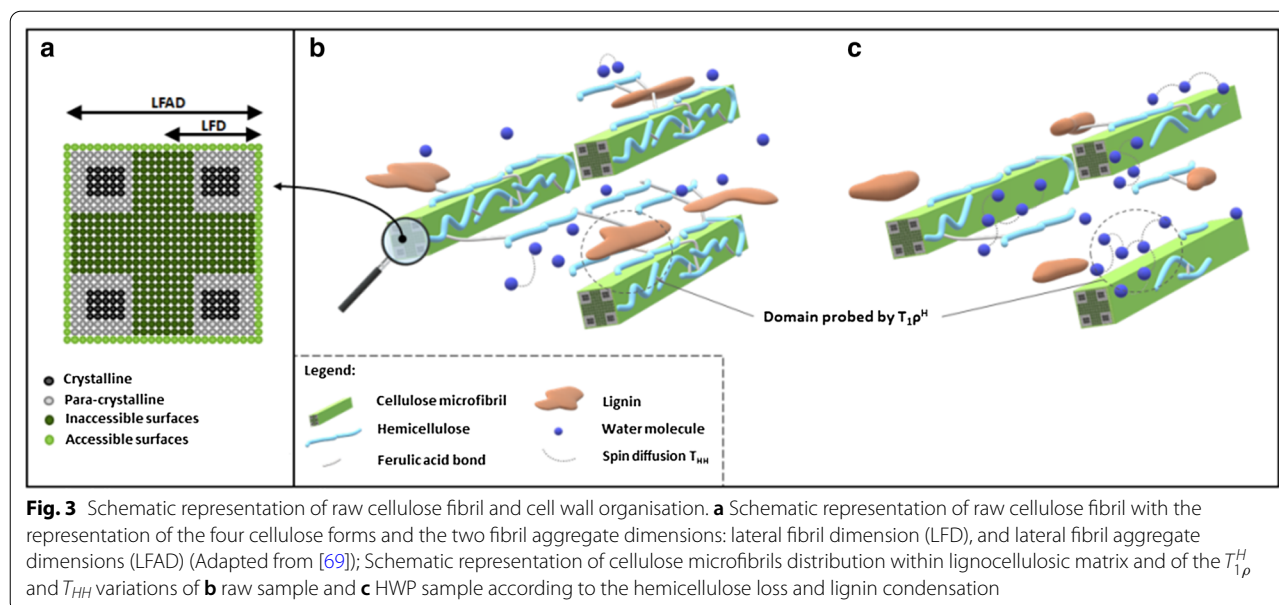 a
LFAD
LFD
Crystalline
Para-crystalline
Inaccessible surfaces
Accessible surfaces
b
c
Domain probed by T₁ρᴴ
Legend:
Cellulose microfibril
Hemicellulose
Ferulic acid bond
Lignin
Water molecule
Spin diffusion T_HH
Fig. 3 Schematic representation of raw cellulose fibril and cell wall organisation. a Schematic representation of raw cellulose fibril with the
representation of the four cellulose forms and the two fibril aggregate dimensions: lateral fibril dimension (LFD), and lateral fibril aggregate
dimensions (LFAD) (Adapted from [69]); Schematic representation of cellulose microfibrils distribution within lignocellulosic matrix and of the T₁ρᴴ
and T_HH variations of b raw sample and c HWP sample according to the hemicellulose loss and lignin condensation